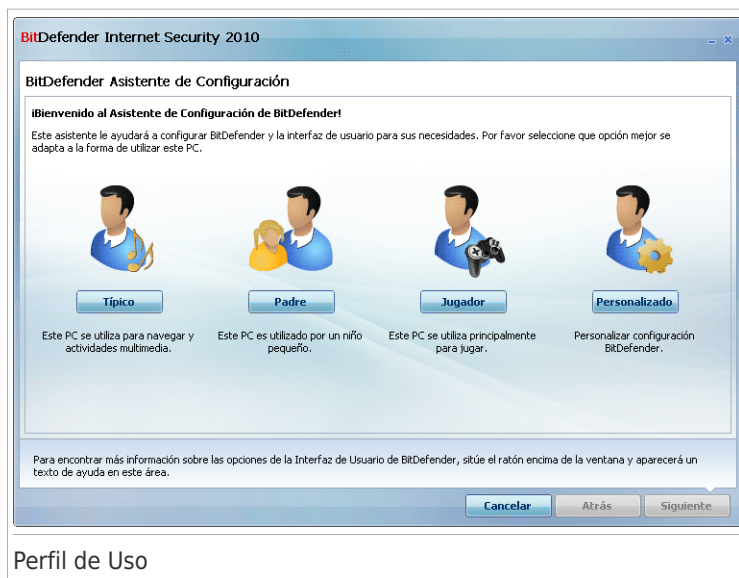 BitDefender Internet Security 2010
BitDefender Asistente de Configuración
¡Bienvenido al Asistente de Configuración de BitDefender!
Este asistente le ayudará a configurar BitDefender y la interfaz de usuario para sus necesidades. Por favor seleccione que opción mejor se
adapta a la forma de utilizar este PC.
Típico
Padre
Jugador
Personalizado
Este PC se utiliza para navegar y
actividades multimedia.
Este PC es utilizado por un niño
pequeño.
Este PC se utiliza principalmente
para jugar.
Personalizar configuración
BitDefender.
Para encontrar más información sobre las opciones de la Interfaz de Usuario de BitDefender, sitúe el ratón encima de la ventana y aparecerá un
texto de ayuda en este área.
Cancelar
Atrás
Siguiente
Perfil de Uso